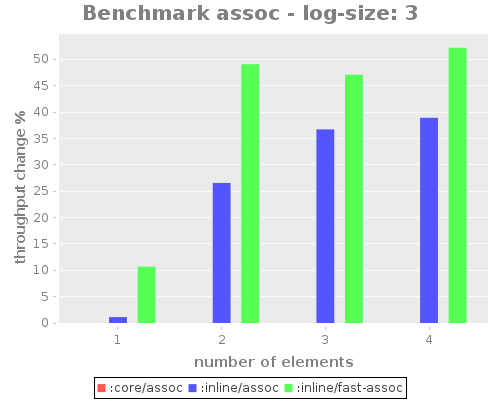 Benchmark assoc - log-size: 3
throughput change %
50
45
40
35
30
25
20
15
10
5
0
1 2 3 4
number of elements
:core/assoc :inline/assoc :inline/fast-assoc